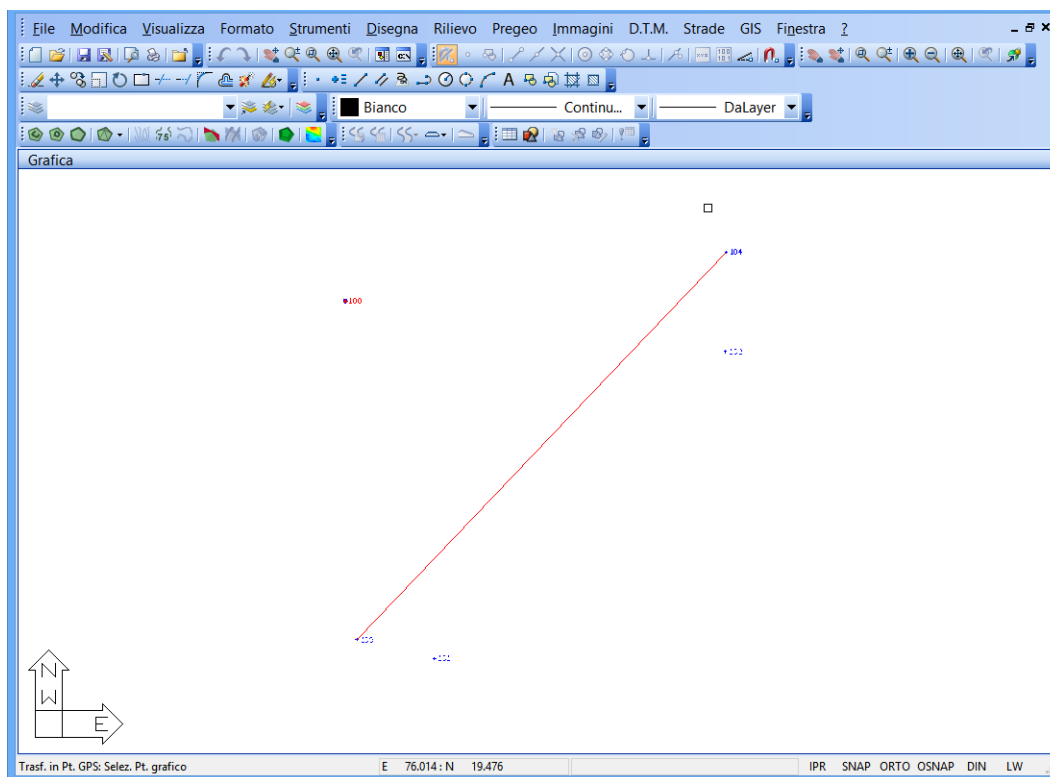 File Modifica Visualizza Formato Strumenti Disegna Rilievo Pregeo Immagini D.T.M. Strade GIS Finestra ?
Bianco Continu... DaLayer
Grafica
104
100
N
W
E
Trasf. in Pt. GPS: Selez. Pt. grafico E 76.014 : N 19.476 IPR SNAP ORTO OSNAP DIN LW